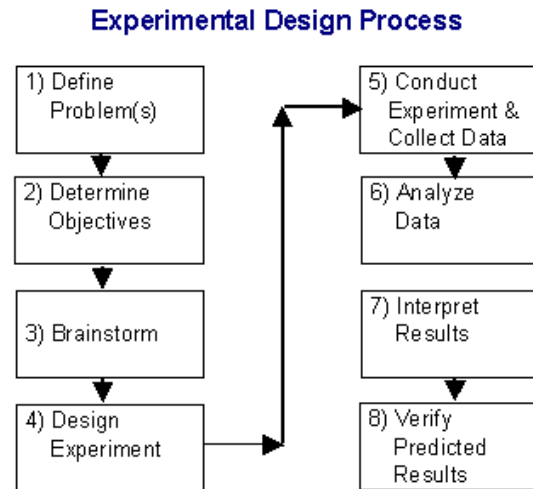 Experimental Design Process
1) Define
Problem(s)
2) Determine
Objectives
3) Brainstorm
4) Design
Experiment
5) Conduct
Experiment &
Collect Data
6) Analyze
Data
7) Interpret
Results
8) Verify
Predicted
Results